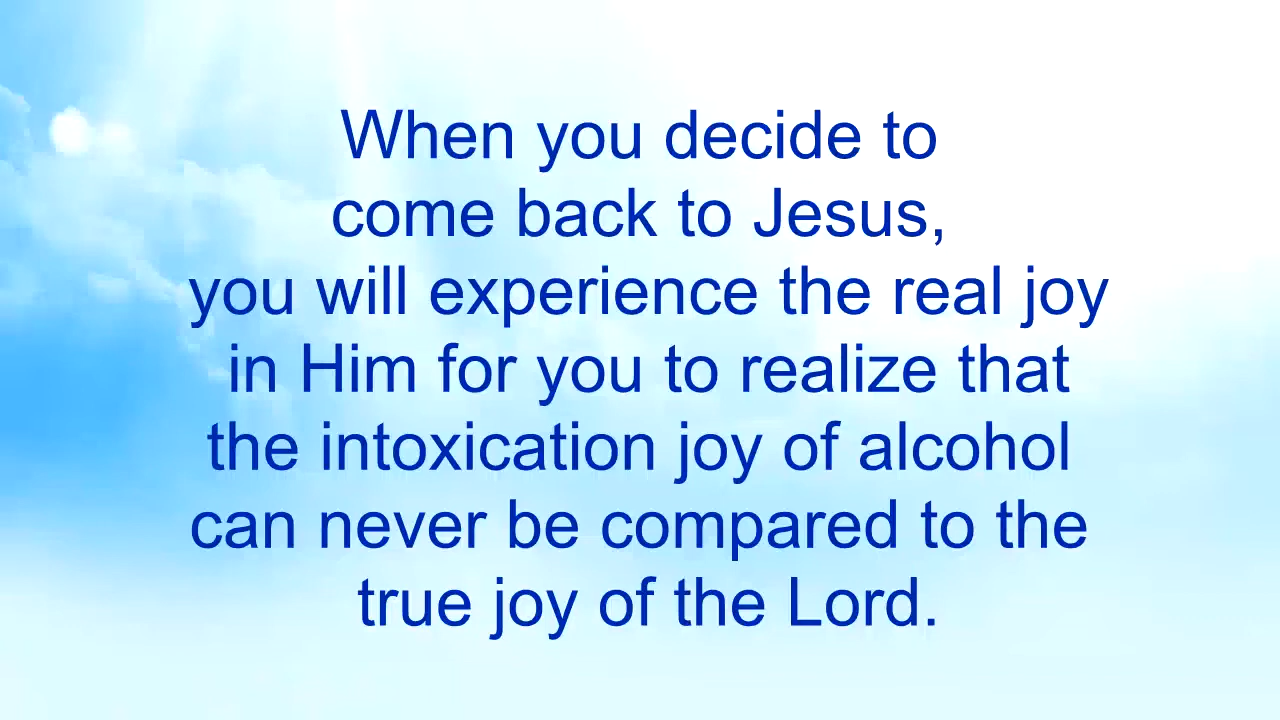 When you decide to
come back to Jesus,
you will experience the real joy
in Him for you to realize that
the intoxication joy of alcohol
can never be compared to the
true joy of the Lord.